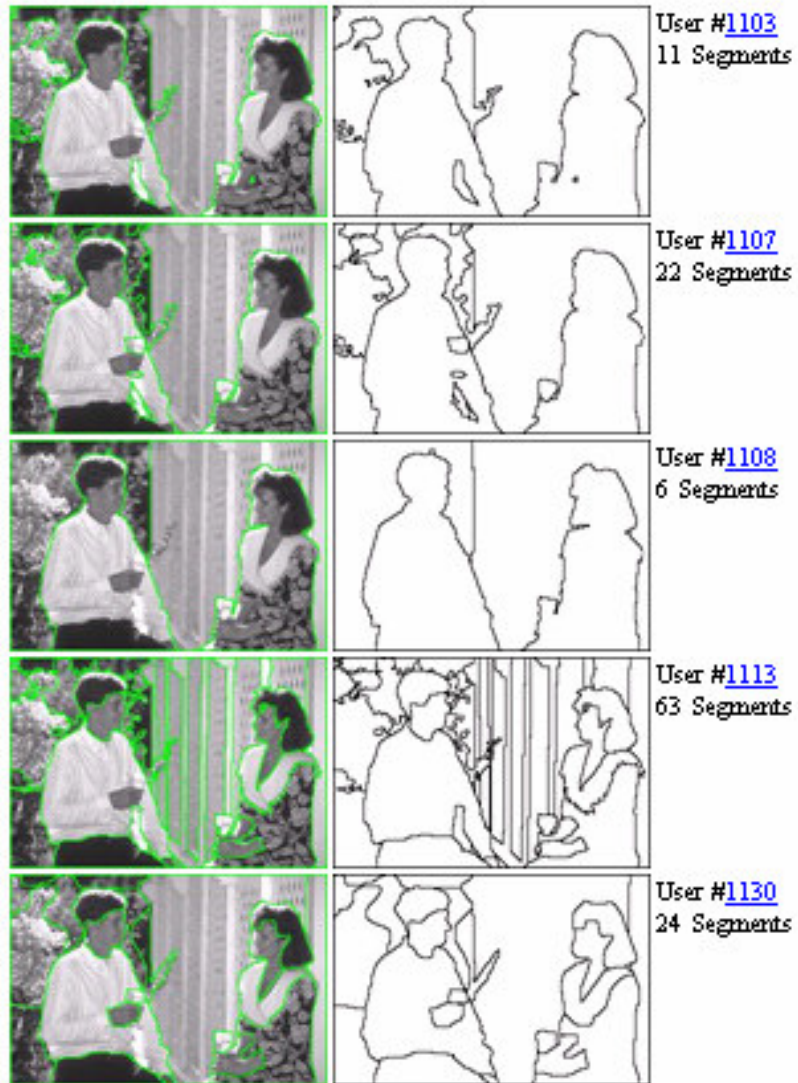 User #1103
11 Segments
User #1107
22 Segments
User #1108
6 Segments
User #1113
63 Segments
User #1130
24 Segments